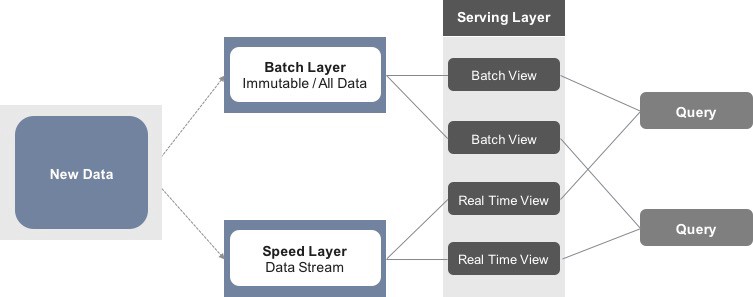 Serving Layer
Batch Layer
Immutable / All Data
Batch View
Query
Batch View
New Data
Real Time View
Query
Speed Layer
Data Stream
Real Time View